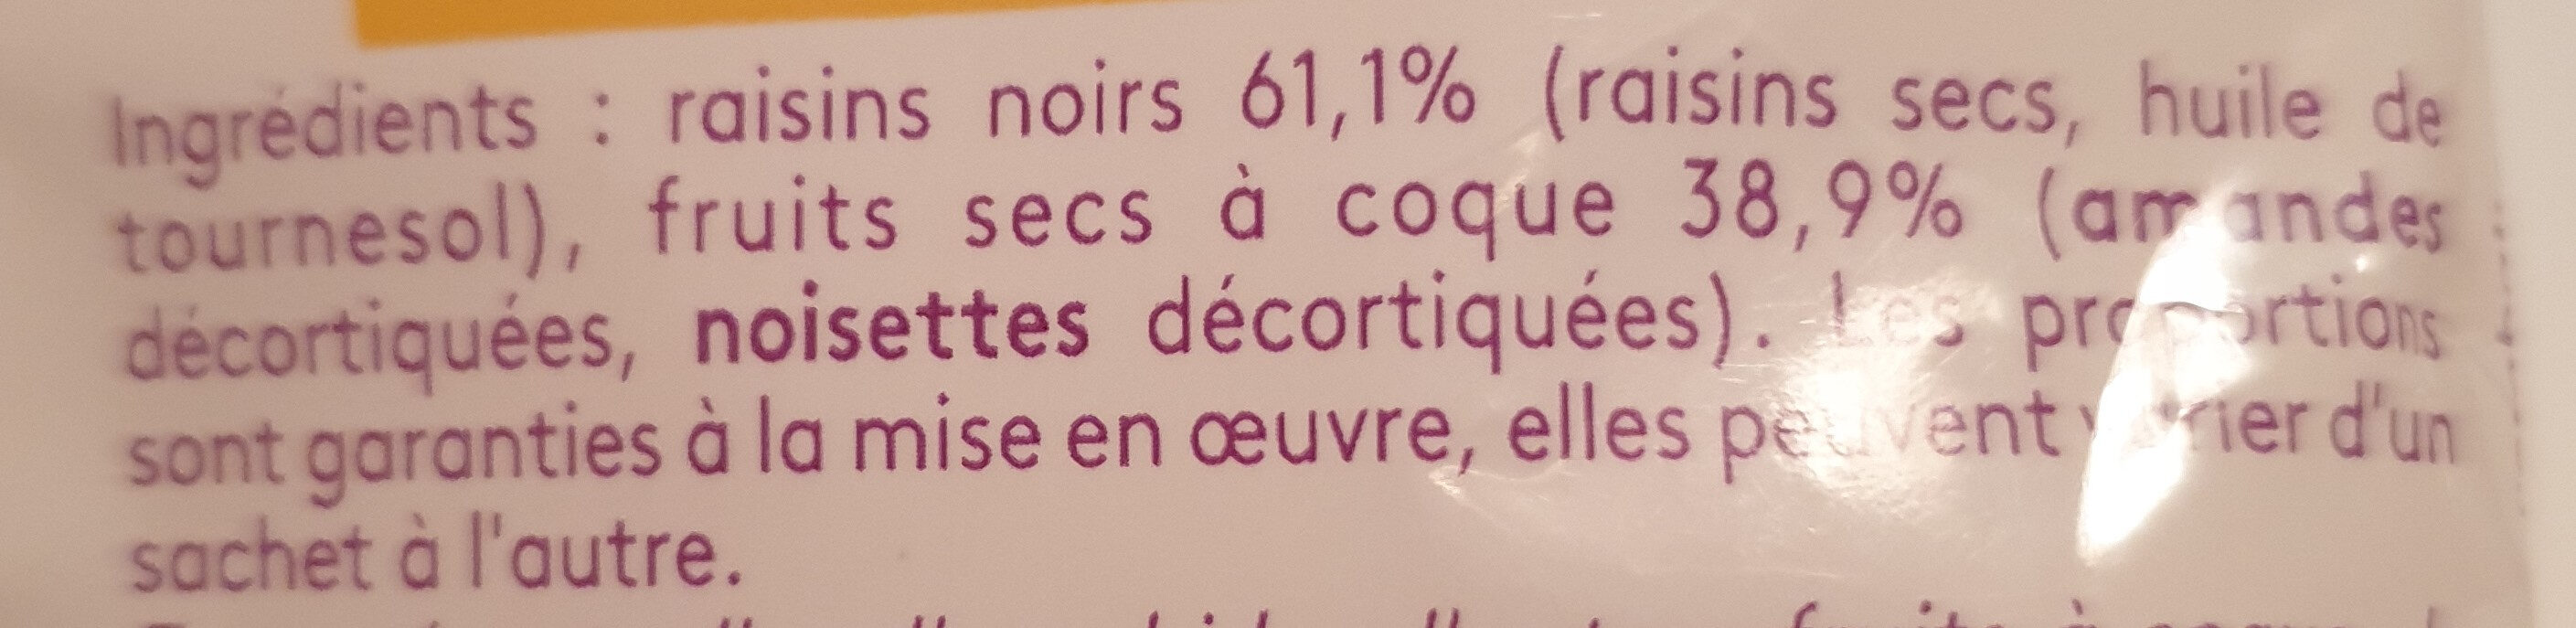 Ingrédients : raisins noirs 61,1% (raisins secs, huile de
tournesol), fruits secs à coque 38,9% (amandes
décortiquées, noisettes décortiquées). Les proportions
sont garanties à la mise en œuvre, elles peuvent varier d'un
sachet à l'autre.